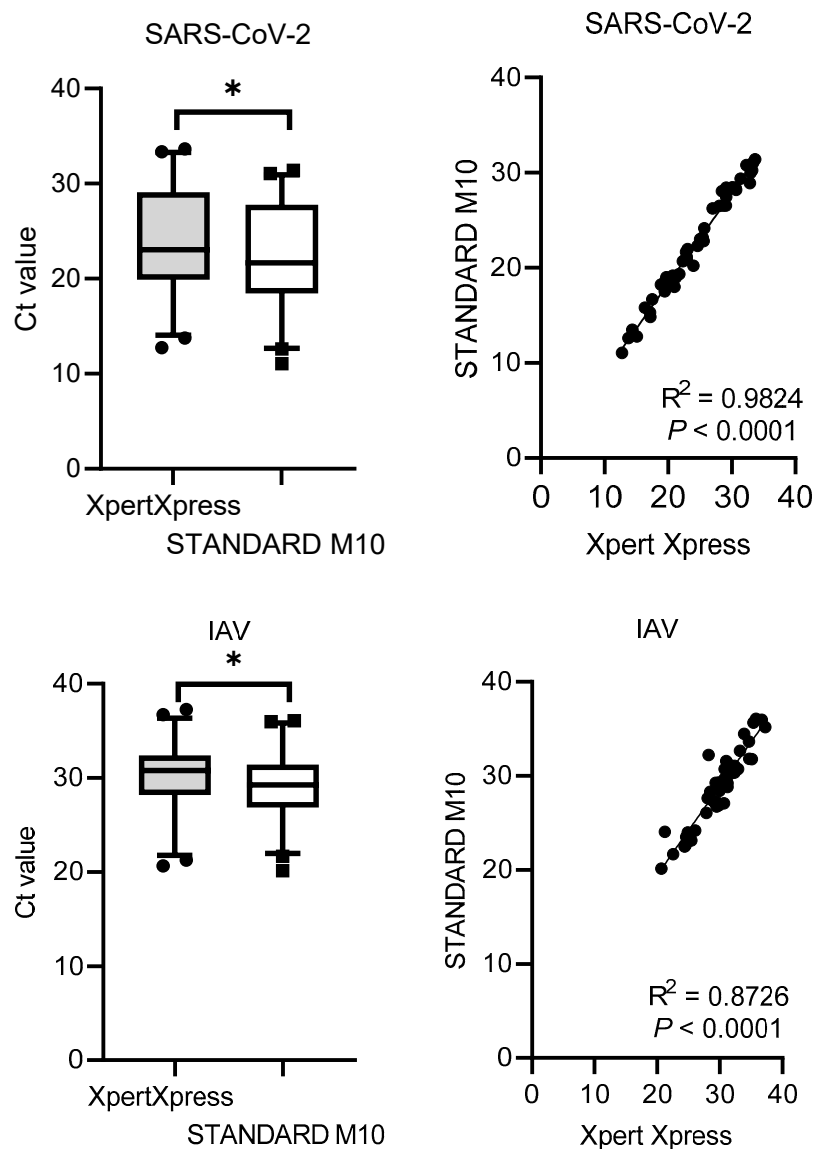 SARS-CoV-2
*
40
30
20
10
0
Ct value
XpertXpress
STANDARD M10
SARS-CoV-2
40
30
20
10
0
STANDARD M10
R² = 0.9824
P < 0.0001
0 10 20 30 40
Xpert Xpress
IAV
*
40
30
20
10
0
Ct value
XpertXpress
STANDARD M10
IAV
40
30
20
10
0
STANDARD M10
R² = 0.8726
P < 0.0001
0 10 20 30 40
Xpert Xpress